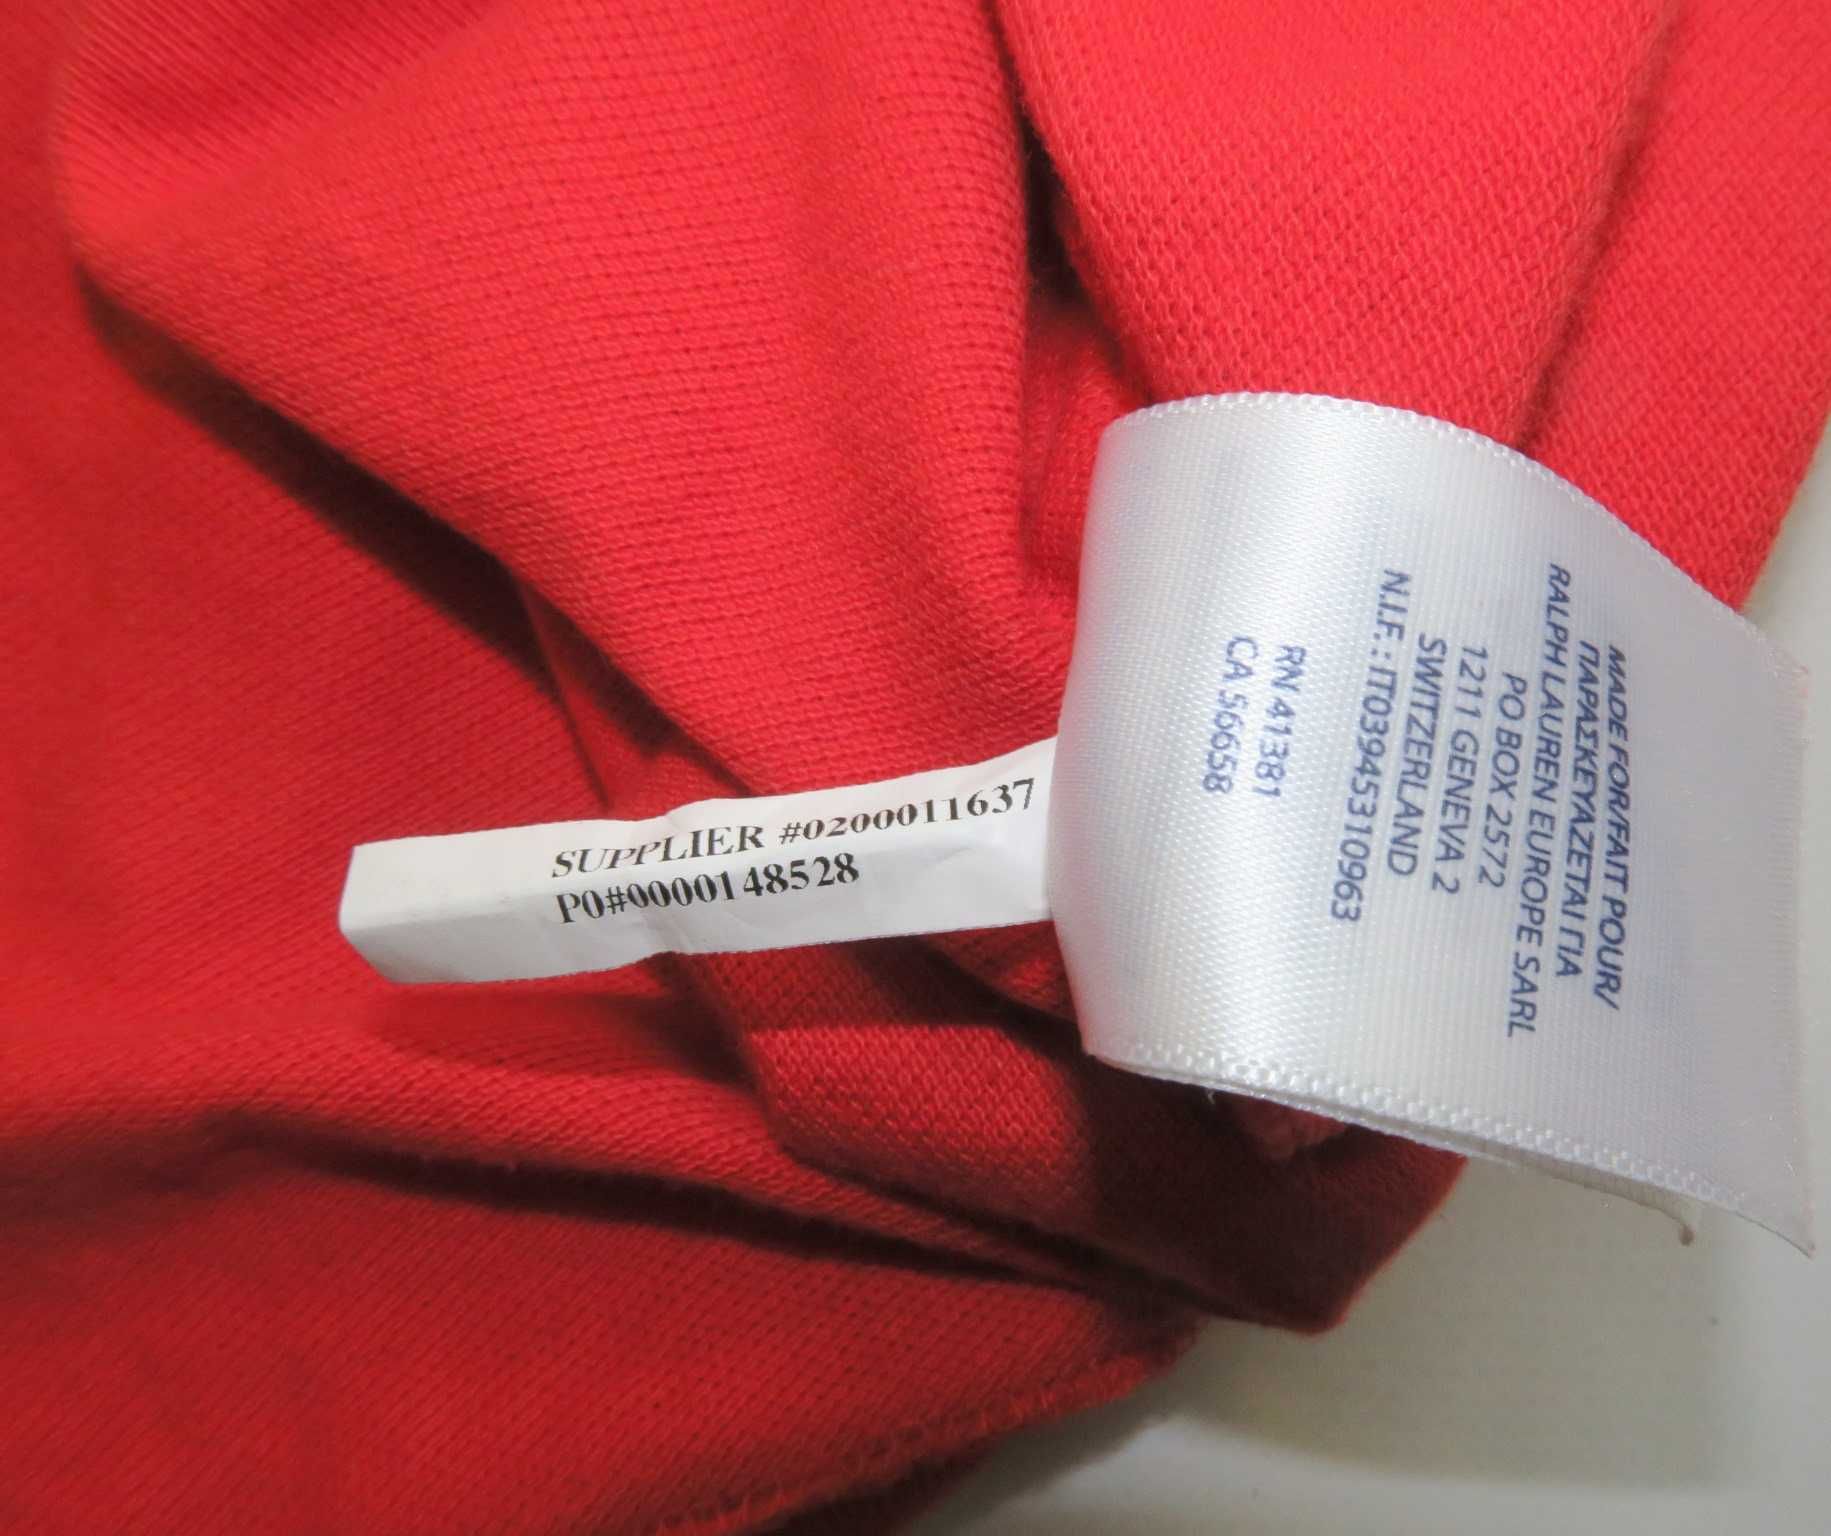 SUPPLIER #0200011637
PO#0000148528
MADE FOR/FAIT POUR/
ΠΑΡΑΣΚΕΥΑΖΕΤΑΙ ΓΙΑ
RALPH LAUREN EUROPE SARL
PO BOX 2572
1211 GENEVA 2
SWITZERLAND
N.I.F. : IT03945310963
RN 41381
CA 56658